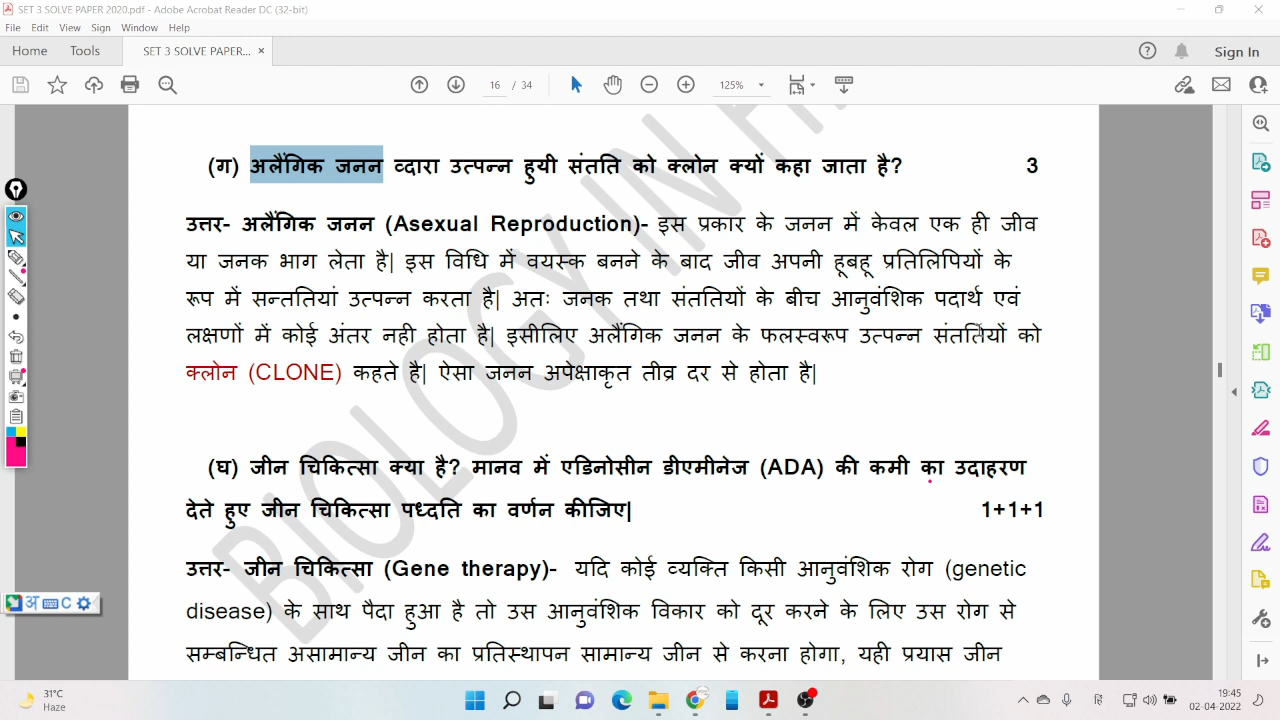 SET 3 SOLVE PAPER 2020.pdf - Adobe Acrobat Reader DC (32-bit)
File Edit View Sign Window Help
Home Tools SET 3 SOLVE PAPER... × Sign In
16 / 34 125%
(ग) अलैंगिक जनन व्दारा उत्पन्न हुयी संतति को क्लोन क्यों कहा जाता है? 3
उत्तर- अलैंगिक जनन (Asexual Reproduction)- इस प्रकार के जनन में केवल एक ही जीव
या जनक भाग लेता है| इस विधि में वयस्क बनने के बाद जीव अपनी हूबहू प्रतिलिपियों के
रूप में सन्ततियां उत्पन्न करता है| अतः जनक तथा संततियों के बीच आनुवंशिक पदार्थ एवं
लक्षणों में कोई अंतर नही होता है| इसीलिए अलैंगिक जनन के फलस्वरूप उत्पन्न संततियों को
क्लोन (CLONE) कहते है| ऐसा जनन अपेक्षाकृत तीव्र दर से होता है|
(घ) जीन चिकित्सा क्या है? मानव में एडिनोसीन डीएमीनेज (ADA) की कमी का उदाहरण
देते हुए जीन चिकित्सा पध्दति का वर्णन कीजिए| 1+1+1
उत्तर- जीन चिकित्सा (Gene therapy)- यदि कोई व्यक्ति किसी आनुवंशिक रोग (genetic
disease) के साथ पैदा हुआ है तो उस आनुवंशिक विकार को दूर करने के लिए उस रोग से
सम्बन्धित असामान्य जीन का प्रतिस्थापन सामान्य जीन से करना होगा, यही प्रयास जीन
BIOLOGY IN
अ
31°C
Haze
19:45
02-04-2022